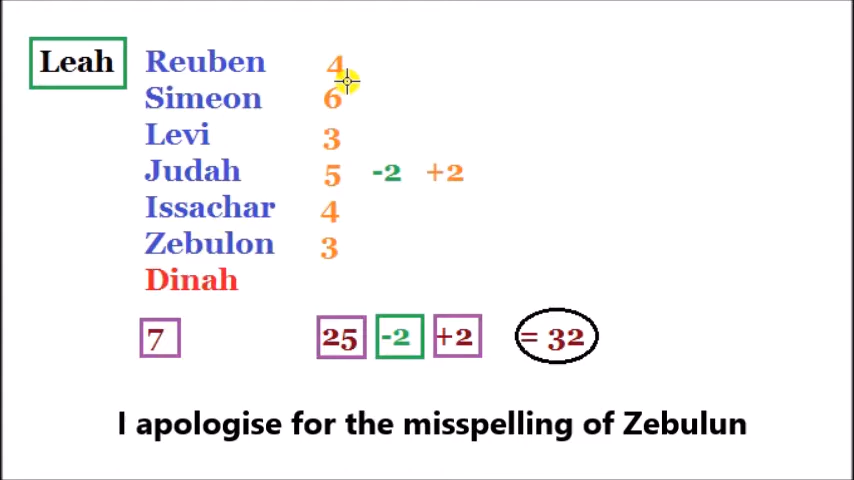 Leah Reuben 4
Simeon 6
Levi 3
Judah 5 -2 +2
Issachar 4
Zebulon 3
Dinah
7 25 -2 +2 = 32
I apologise for the misspelling of Zebulun